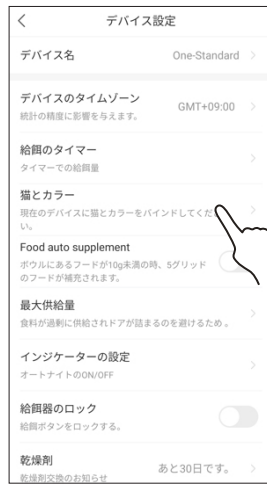 デバイス設定
デバイス名 One-Standard
デバイスのタイムゾーン GMT+09:00
統計の精度に影響を与えます。
給餌のタイマー
タイマーでの給餌量
猫とカラー
現在のデバイスに猫とカラーをバインドしてくだ
い。
Food auto supplement
ボウルにあるフードが10g未満の時、5グリッド
のフードが補充されます。
最大供給量
食料が過剰に供給されドアが詰まるのを避けるため 。
インジケーターの設定
オートナイトのON/OFF
給餌器のロック
給餌ボタンをロックする。
乾燥剤 あと30日です。
乾燥剤交換のお知らせ